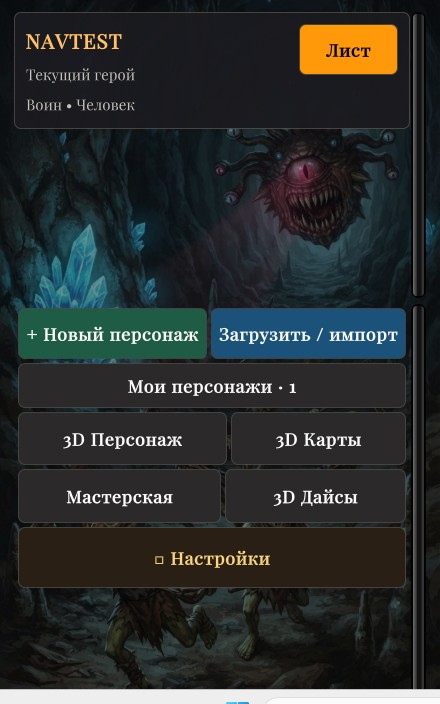 NAVTEST
Лист
Текущий герой
Воин • Человек
+ Новый персонаж
Загрузить / импорт
Мои персонажи · 1
3D Персонаж
3D Карты
Мастерская
3D Дайсы
□ Настройки